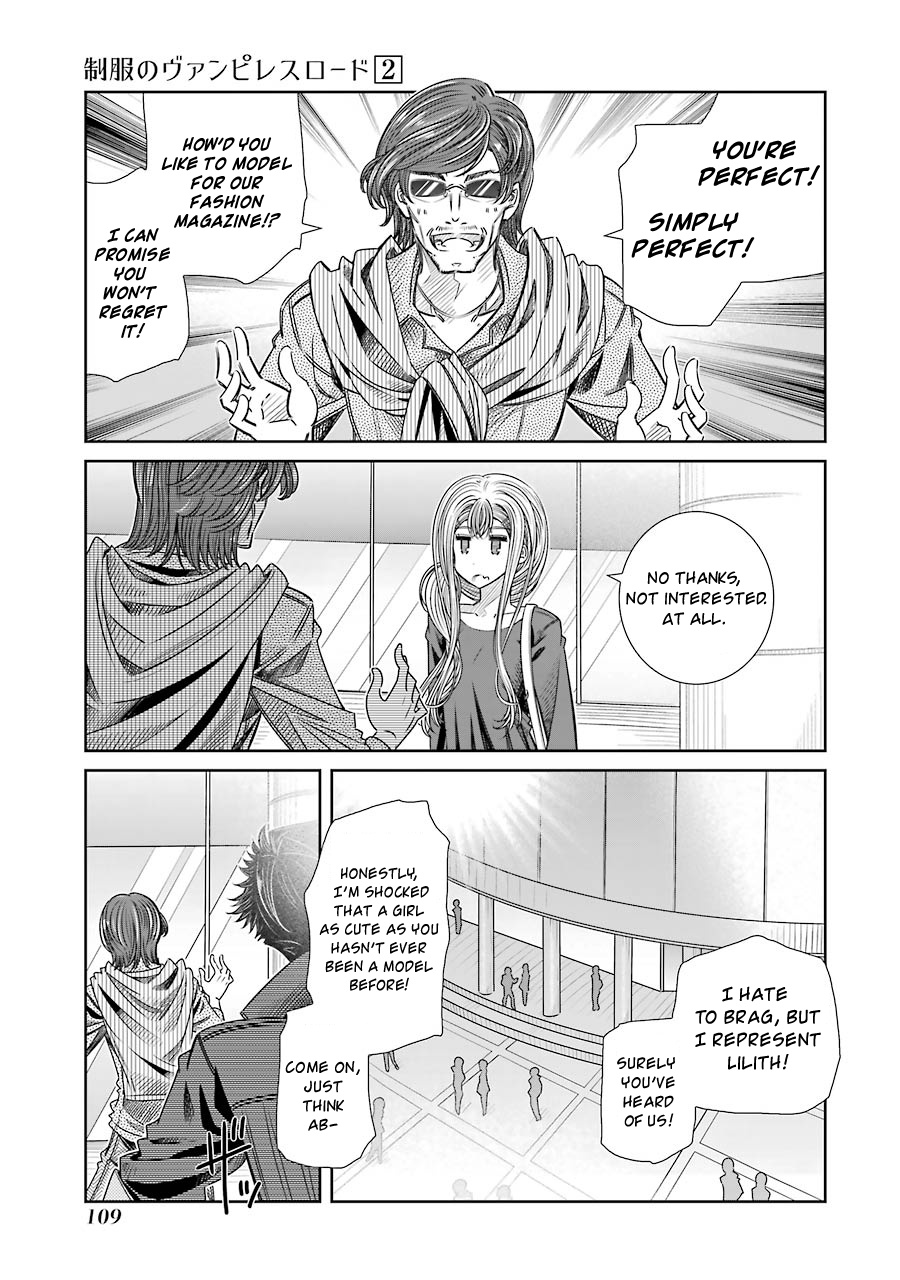 制服のヴァンピレスロード 2
YOU'RE
PERFECT!
SIMPLY
PERFECT!
HOW'D YOU
LIKE TO MODEL
FOR OUR
FASHION
MAGAZINE!?
I CAN
PROMISE
YOU
WON'T
REGRET
IT!
NO THANKS,
NOT INTERESTED
AT ALL.
I HATE
TO BRAG, BUT
I REPRESENT
LILITH!
SURELY
YOU'VE
HEARD
OF US!
HONESTLY,
I'M SHOCKED
THAT A GIRL
AS CUTE AS YOU
HASN'T EVER
BEEN A MODEL
BEFORE!
COME ON,
JUST
THINK
AB-
ザッ
109